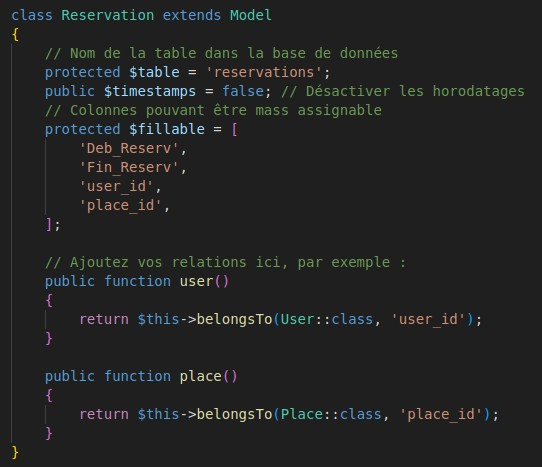 class Reservation extends Model
{
// Nom de la table dans la base de données
protected $table = 'reservations';
public $timestamps = false; // Désactiver les horodatages
// Colonnes pouvant être mass assignable
protected $fillable = [
'Deb_Reserv',
'Fin_Reserv',
'user_id',
'place_id',
];
// Ajoutez vos relations ici, par exemple :
public function user()
{
return $this->belongsTo(User::class, 'user_id');
}
public function place()
{
return $this->belongsTo(Place::class, 'place_id');
}
}